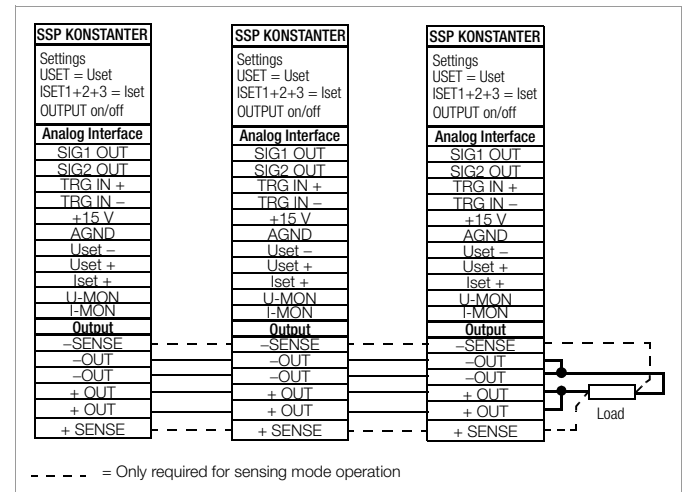 SSP KONSTANTER
Settings
USET = Uset
ISET1+2+3 = Iset
OUTPUT on/off
Analog Interface
SIG1 OUT
SIG2 OUT
TRG IN +
TRG IN –
+15 V
AGND
Uset –
Uset +
Iset +
U-MON
I-MON
Output
–SENSE
–OUT
–OUT
+ OUT
+ OUT
+ SENSE
SSP KONSTANTER
Settings
USET = Uset
ISET1+2+3 = Iset
OUTPUT on/off
Analog Interface
SIG1 OUT
SIG2 OUT
TRG IN +
TRG IN –
+15 V
AGND
Uset –
Uset +
Iset +
U-MON
I-MON
Output
–SENSE
–OUT
–OUT
+ OUT
+ OUT
+ SENSE
SSP KONSTANTER
Settings
USET = Uset
ISET1+2+3 = Iset
OUTPUT on/off
Analog Interface
SIG1 OUT
SIG2 OUT
TRG IN +
TRG IN –
+15 V
AGND
Uset –
Uset +
Iset +
U-MON
I-MON
Output
–SENSE
–OUT
–OUT
+ OUT
+ OUT
+ SENSE
Load
= Only required for sensing mode operation